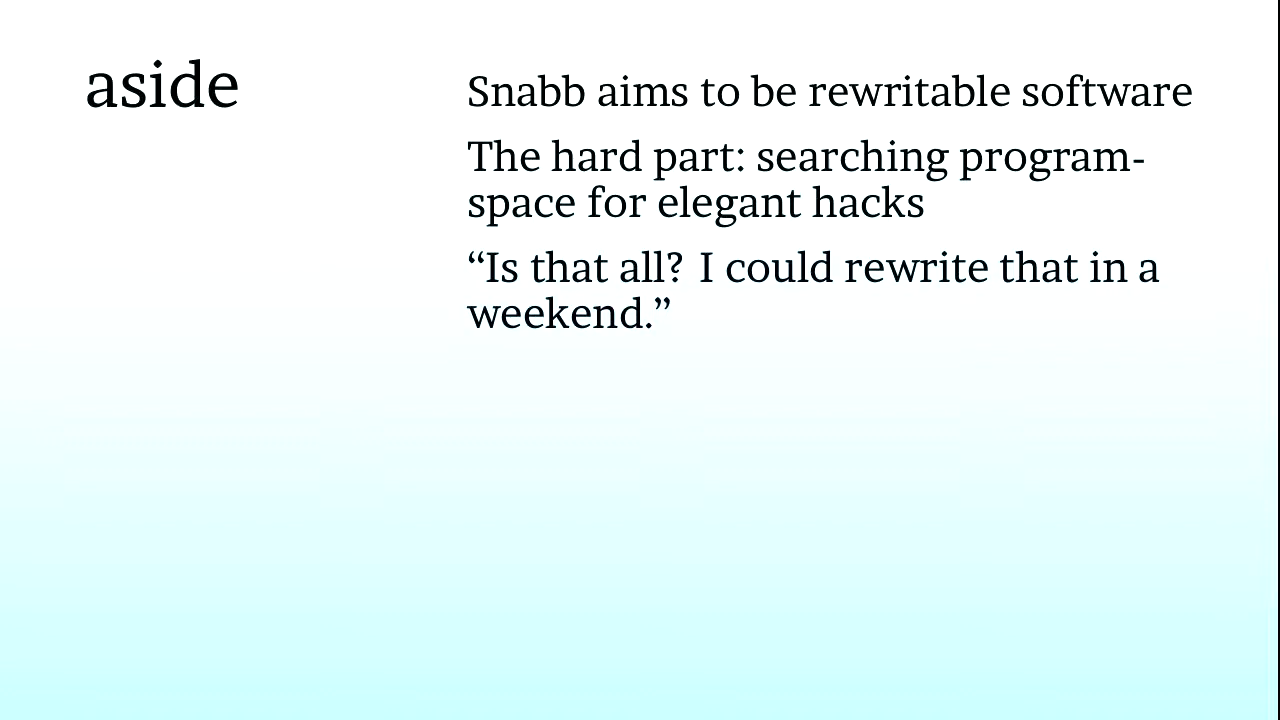 aside
Snabb aims to be rewritable software
The hard part: searching program-
space for elegant hacks
“Is that all? I could rewrite that in a
weekend.”